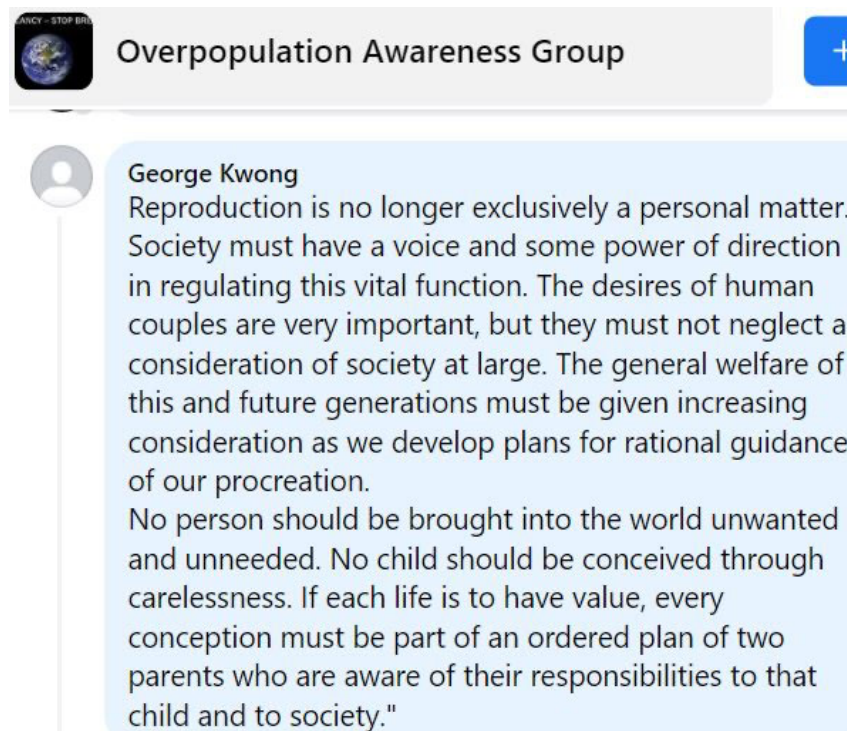 ANCY – STOP BRE
Overpopulation Awareness Group
+
George Kwong
Reproduction is no longer exclusively a personal matter.
Society must have a voice and some power of direction
in regulating this vital function. The desires of human
couples are very important, but they must not neglect a
consideration of society at large. The general welfare of
this and future generations must be given increasing
consideration as we develop plans for rational guidance
of our procreation.
No person should be brought into the world unwanted
and unneeded. No child should be conceived through
carelessness. If each life is to have value, every
conception must be part of an ordered plan of two
parents who are aware of their responsibilities to that
child and to society."